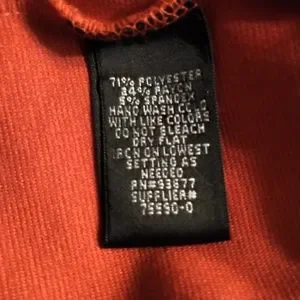 71% POLYESTER
24% RAYON
5% SPANDEX
HAND WASH COLD
WITH LIKE COLORS
DO NOT BLEACH
DRY FLAT
IRON ON LOWEST
SETTING AS
NEEDED
RN#93677
SUPPLIER#
75590-0